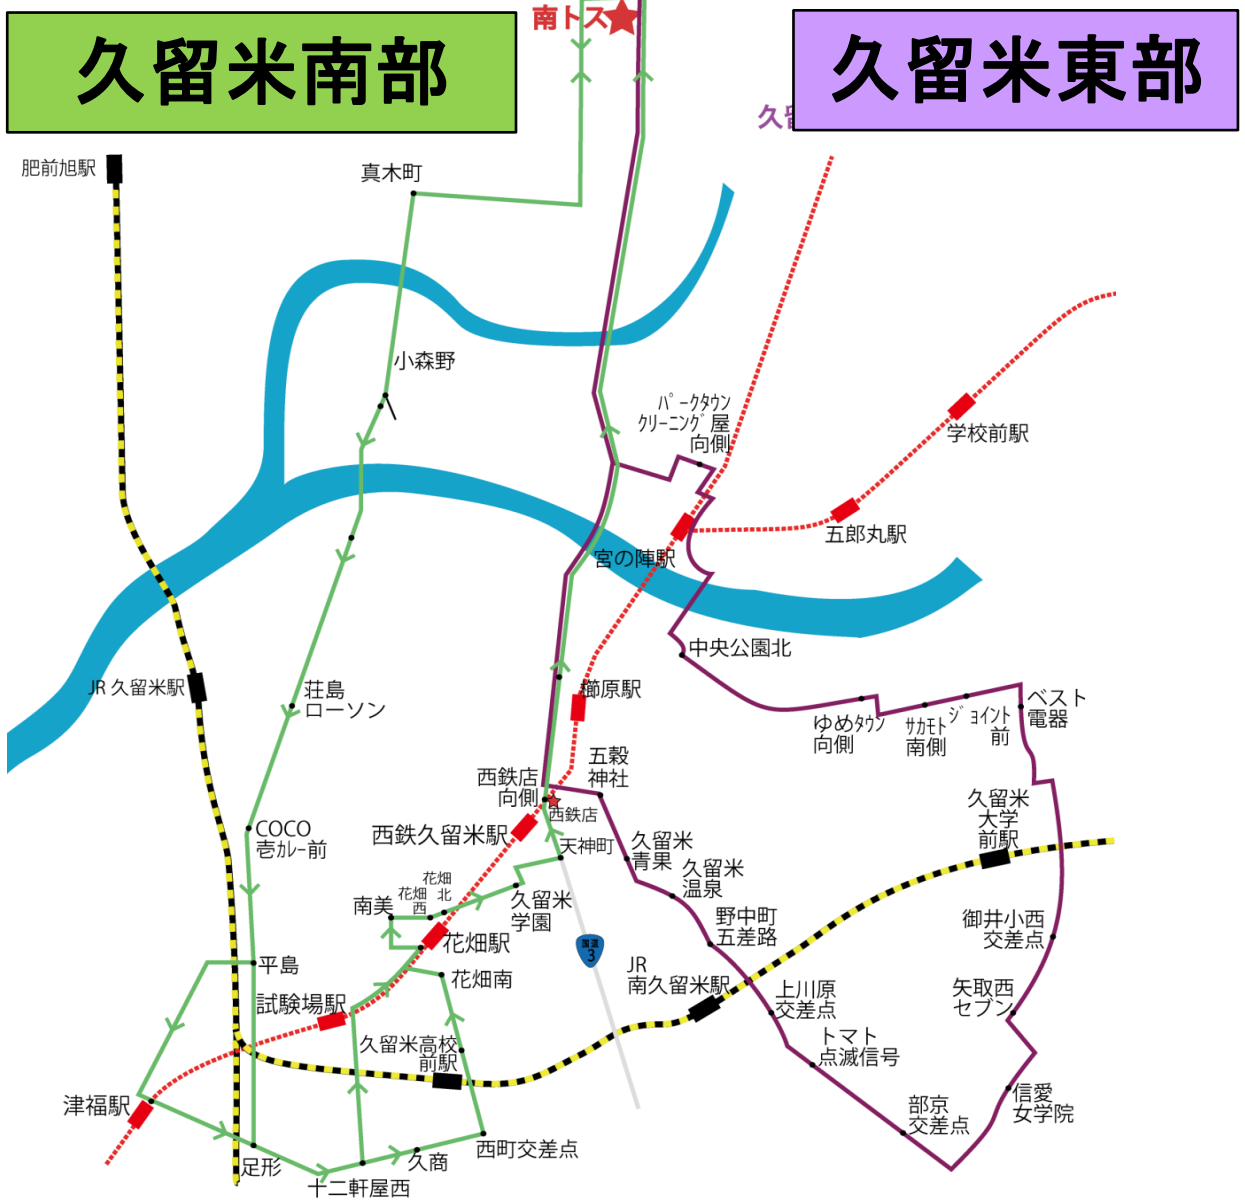 久留米南部
南トス
久留米東部
久
肥前旭駅
真木町
小森野
パークタウン
クリーニング屋
向側
学校前駅
五郎丸駅
宮の陣駅
中央公園北
JR久留米駅
荘島
ローソン
櫛原駅
ゆめタウン
向側
サカモト
南側
ジョイント
前
ベスト
電器
西鉄店
向側
五穀
神社
西鉄店
COCO
壱カレー前
西鉄久留米駅
天神町
久留米
青果
久留米
温泉
久留米
大学
前駅
花畑
北
花畑
西
南美
久留米
学園
野中町
五差路
御井小西
交差点
花畑駅
国道
3
平島
花畑南
JR
南久留米駅
上川原
交差点
矢取西
セブン
試験場駅
久留米高校
前駅
トマト
点滅信号
津福駅
信愛
女学院
部京
交差点
足形
久商
西町交差点
十二軒屋西